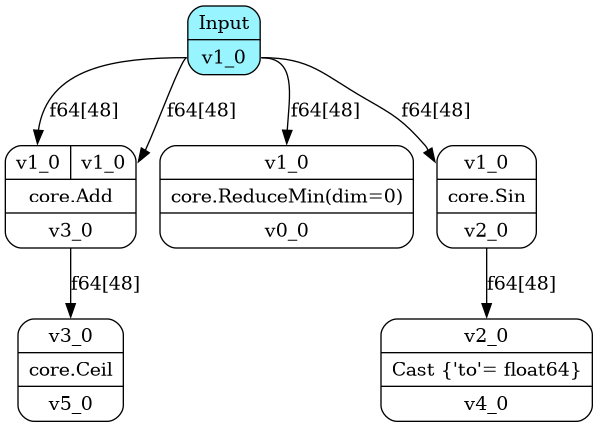 Input
v1_0
f64[48]
f64[48]
f64[48]
f64[48]
v1_0 v1_0
core.Add
v3_0
v1_0
core.ReduceMin(dim=0)
v0_0
v1_0
core.Sin
v2_0
f64[48]
f64[48]
v3_0
core.Ceil
v5_0
v2_0
Cast {'to'= float64}
v4_0